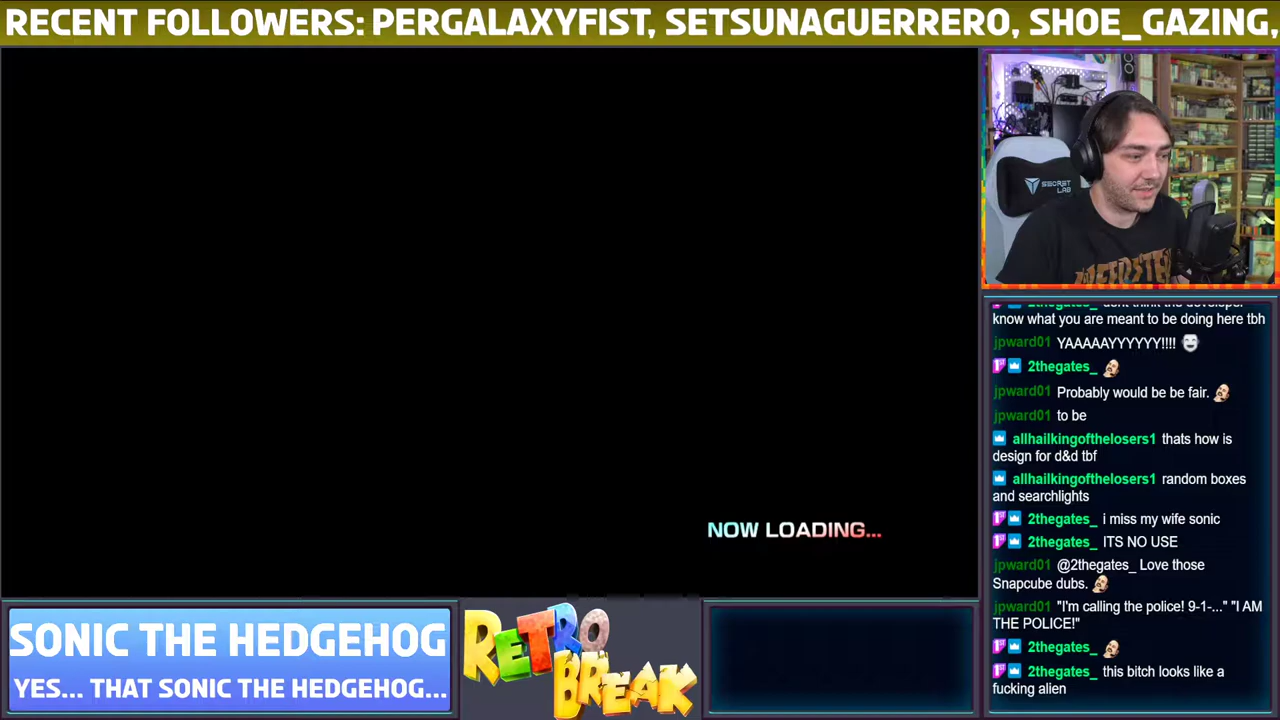 RECENT FOLLOWERS: PERGALAXYFIST, SETSUNAGUERRERO, SHOE_GAZING,
SECRET
LAB
know what you are meant to be doing here tbh
jpward01 YAAAAAYYYYYY!!!!
2thegates_
jpward01 Probably would be be fair.
jpward01 to be
allhailkingofthelosers1 thats how is
design for d&d tbf
allhailkingofthelosers1 random boxes
and searchlights
2thegates_ i miss my wife sonic
2thegates_ ITS NO USE
jpward01 @2thegates_ Love those
Snapcube dubs.
jpward01 "I'm calling the police! 9-1-..." "I AM
THE POLICE!"
2thegates_
2thegates_ this bitch looks like a
fucking alien
NOW LOADING...
SONIC THE HEDGEHOG
YES... THAT SONIC THE HEDGEHOG...
RETRO
BREAK